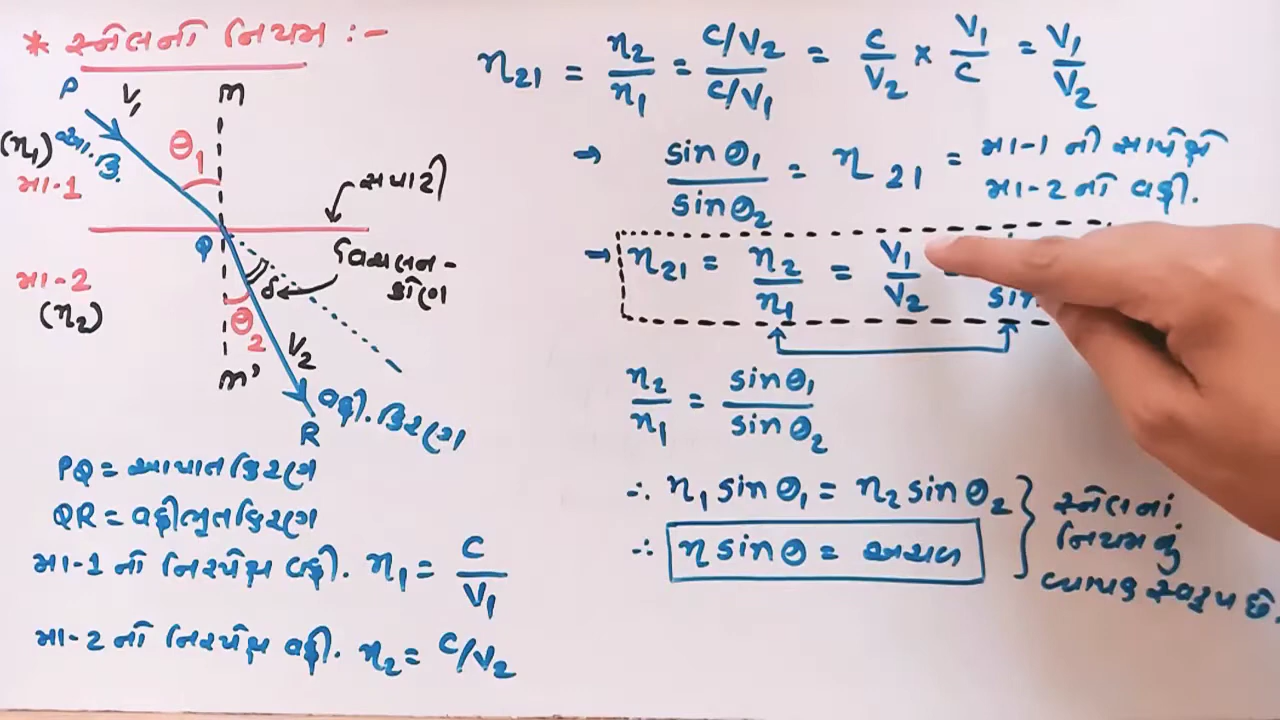 * સ્નેલનો નિયમ :-
P
V₁
M
(n₁)
આ. કિ.
θ₁
મા-1
સપાટી
Q
મા-2
(n₂)
δ
વિચલન-
કોણ
θ₂
V₂
M'
વક્રી. કિરણ
R
PQ = આપાત કિરણ
QR = વક્રીભૂત કિરણ
મા-1 નો નિરપેક્ષ વક્રી. n₁ = C/V₁
મા-2 નો નિરપેક્ષ વક્રી. n₂ = C/V₂
n₂₁ = n₂/n₁ = (C/V₂)/(C/V₁) = C/V₂ × V₁/C = V₁/V₂
→ sinθ₁/sinθ₂ = n₂₁ = મા-1 ની સાપેક્ષે
મા-2 નો વક્રી.
→ n₂₁ = n₂/n₁ = V₁/V₂ =
n₂/n₁ = sinθ₁/sinθ₂
∴ n₁ sinθ₁ = n₂ sinθ₂
∴ n sinθ = અચળ
સ્નેલનાં
નિયમનું
વ્યાપક સ્વરૂપ છે.